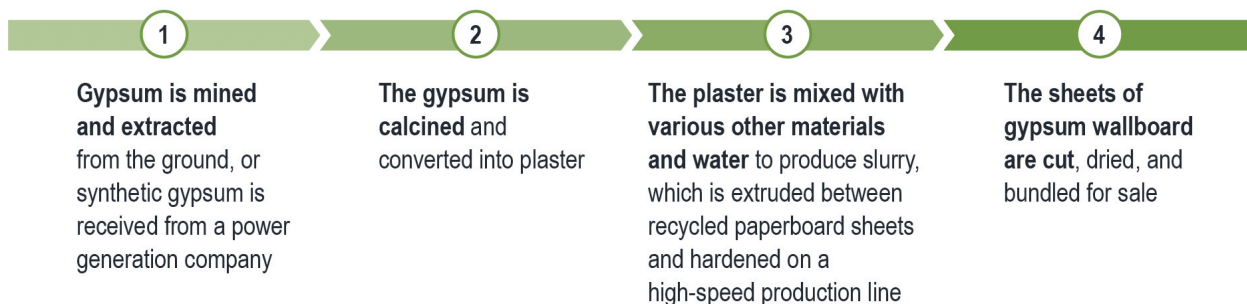 1
Gypsum is mined
and extracted
from the ground, or
synthetic gypsum is
received from a power
generation company
2
The gypsum is
calcined and
converted into plaster
3
The plaster is mixed with
various other materials
and water to produce slurry,
which is extruded between
recycled paperboard sheets
and hardened on a
high-speed production line
4
The sheets of
gypsum wallboard
are cut, dried, and
bundled for sale